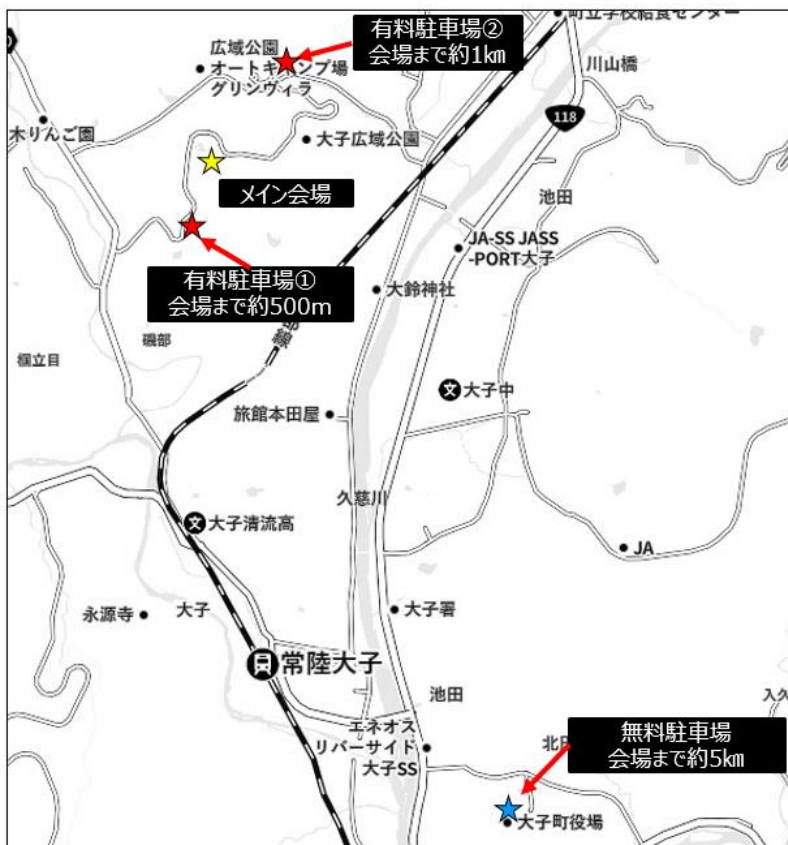 町立学校給食センター
有料駐車場②
会場まで約1㎞
広域公園
オートキャンプ場
グリンヴィラ
川山橋
118
木りんご園
大子広域公園
池田
メイン会場
JA-SS JASS
-PORT大子
有料駐車場①
会場まで約500m
大鈴神社
磯部
椢立目
文
大子中
旅館本田屋
久慈川
文
大子清流高
JA
永源寺
大子
大子署
常陸大子
池田
エネオス
リバーサイド
大子SS
無料駐車場
会場まで約5㎞
入久
大子町役場